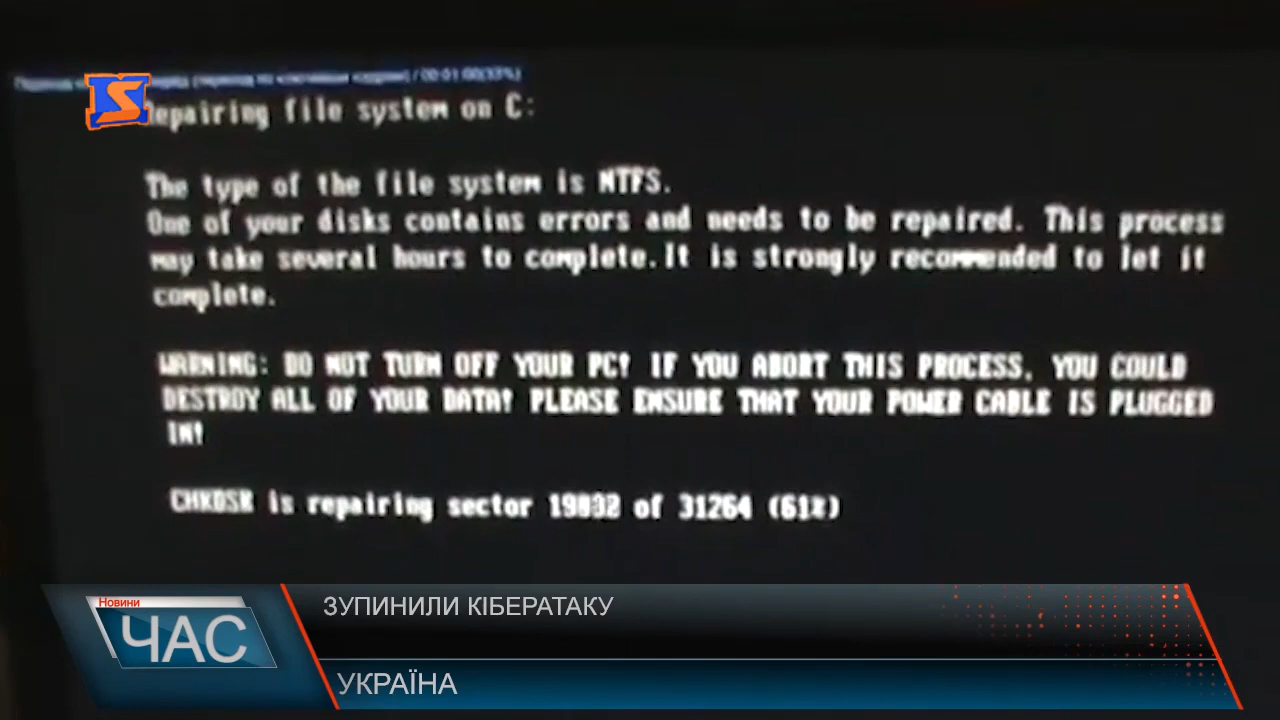 00:01:00(33%)
Repairing file system on C:
The type of the file system is NTFS.
One of your disks contains errors and needs to be repaired. This process
may take several hours to complete.It is strongly recommended to let it
complete.
WARNING: DO NOT TURN OFF YOUR PC! IF YOU ABORT THIS PROCESS, YOU COULD
DESTROY ALL OF YOUR DATA! PLEASE ENSURE THAT YOUR POWER CABLE IS PLUGGED
IN!
CHKDSK is repairing sector of 31264 (61%)
Новини
ЧАС
ЗУПИНИЛИ КІБЕРАТАКУ
УКРАЇНА